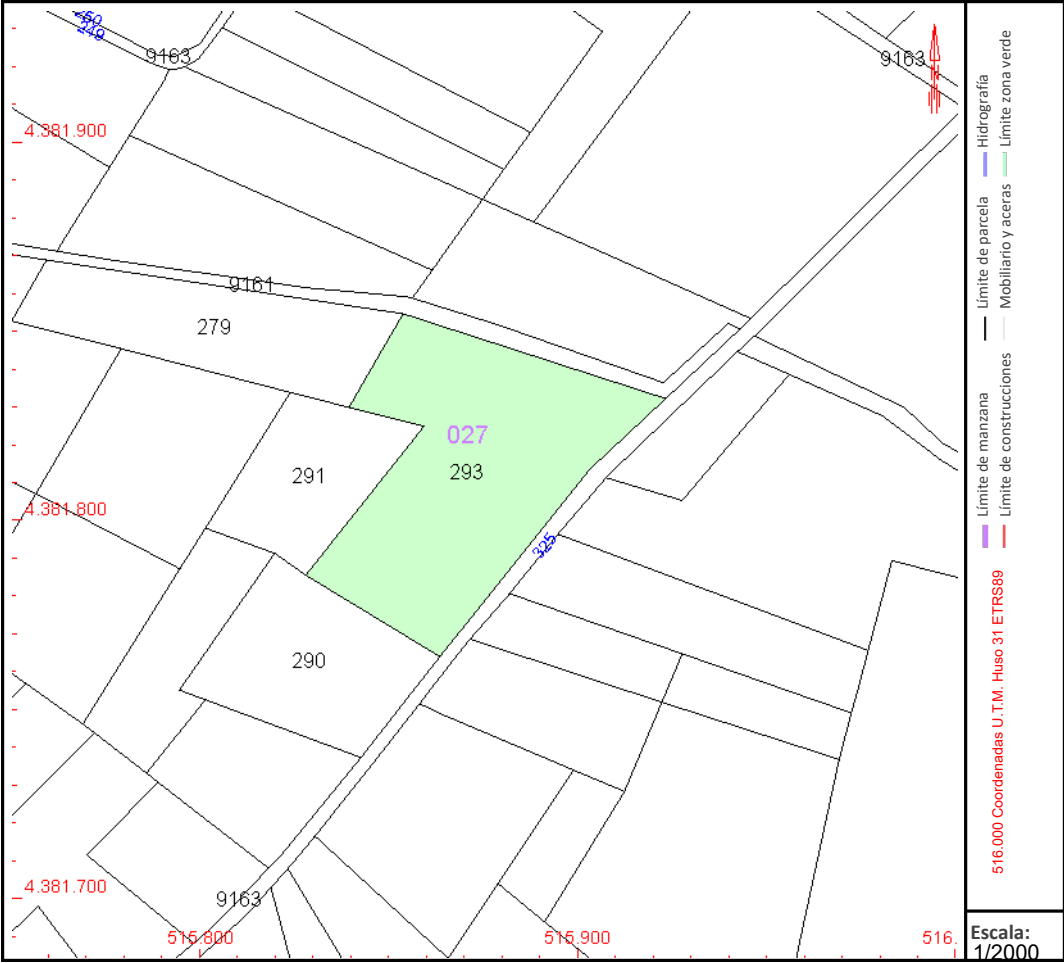 250
249
9163
9163
4.381.900
9161
279
027
293
291
4.381.800
325
290
4.381.700
9163
515.800
515.900
516.
Hidrografía
Límite zona verde
Límite de parcela
Mobiliario y aceras
Límite de manzana
Límite de construcciones
516.000 Coordenadas U.T.M. Huso 31 ETRS89
Escala:
1/2000